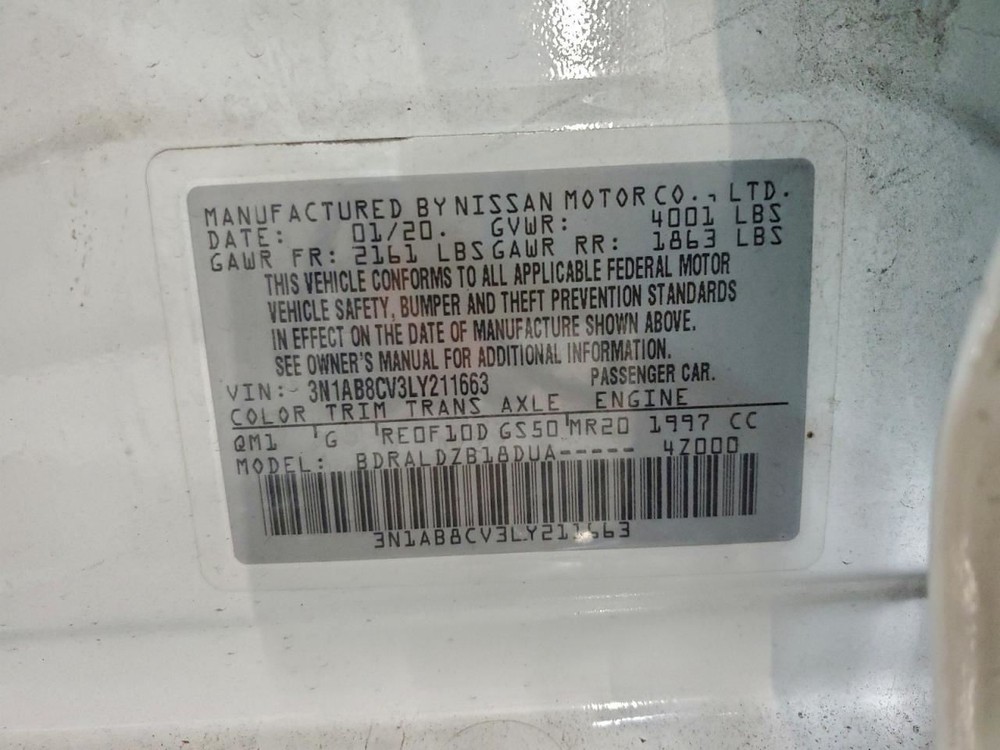 MANUFACTURED BY NISSAN MOTOR CO., LTD.
DATE: 01/20. GVWR: 4001 LBS
GAWR FR: 2161 LBS GAWR RR: 1863 LBS
THIS VEHICLE CONFORMS TO ALL APPLICABLE FEDERAL MOTOR
VEHICLE SAFETY, BUMPER AND THEFT PREVENTION STANDARDS
IN EFFECT ON THE DATE OF MANUFACTURE SHOWN ABOVE.
SEE OWNER'S MANUAL FOR ADDITIONAL INFORMATION.
VIN:- 3N1AB8CV3LY211663 PASSENGER CAR.
COLOR TRIM TRANS AXLE ENGINE
QM1 G RE0F10D GS50 MR20 1997 CC
MODEL: BDRALDZB18DUA----- 4Z000
3N1AB8CV3LY211663